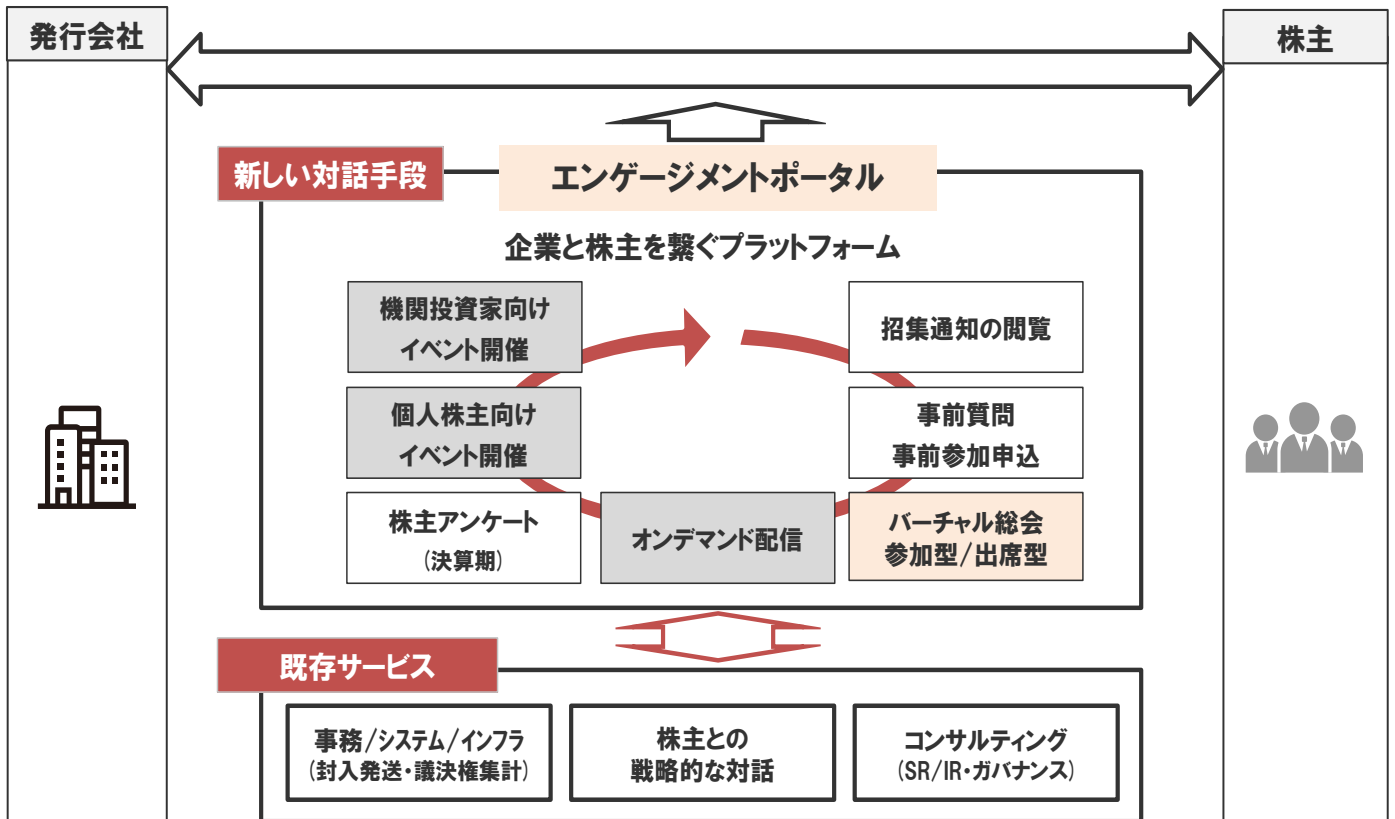 発行会社
株主
新しい対話手段
エンゲージメントポータル
企業と株主を繋ぐプラットフォーム
機関投資家向け
イベント開催
招集通知の閲覧
個人株主向け
イベント開催
事前質問
事前参加申込
株主アンケート
(決算期)
オンデマンド配信
バーチャル総会
参加型/出席型
既存サービス
事務/システム/インフラ
(封入発送・議決権集計)
株主との
戦略的な対話
コンサルティング
(SR/IR・ガバナンス)